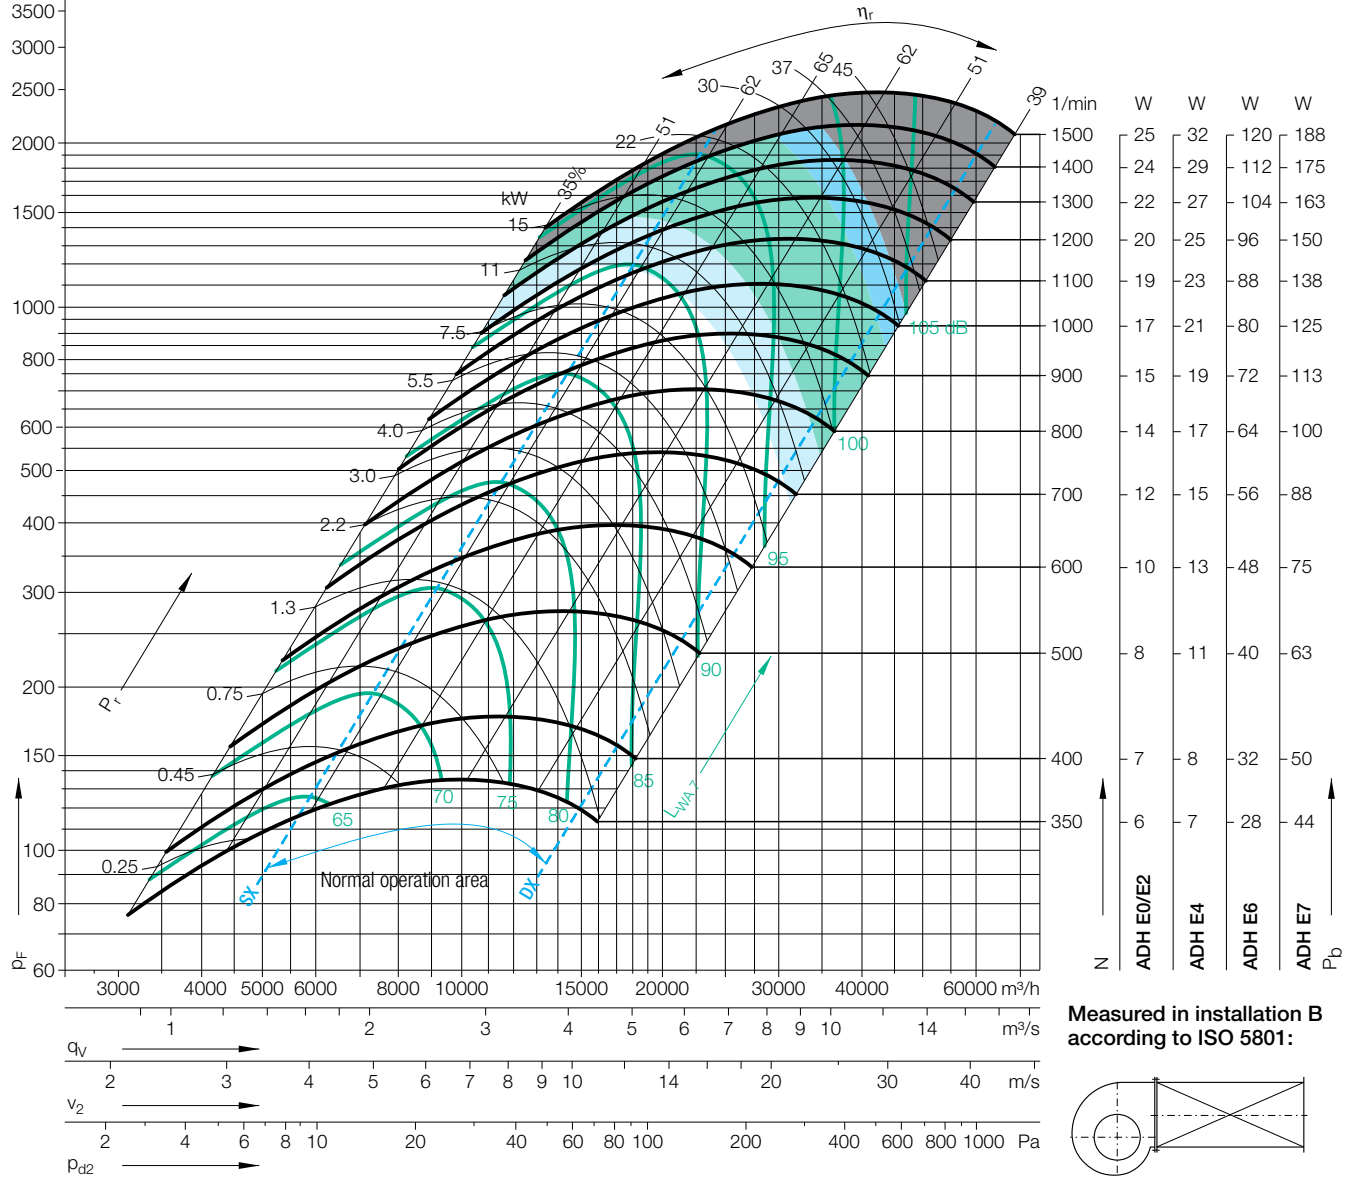 3500
3000
2500
2000
1500
1000
800
600
500
400
300
200
150
100
80
60
pF
Pr
ηr
kW
15
11
7.5
5.5
4.0
3.0
2.2
1.3
0.75
0.45
0.25
22
30
37
45
35%
51
62
65
62
51
39
65
70
75
80
85
90
95
100
105 dB
LWA 7
SX
DX
Normal operation area
1/min W W W W
1500 25 32 120 188
1400 24 29 112 175
1300 22 27 104 163
1200 20 25 96 150
1100 19 23 88 138
1000 17 21 80 125
900 15 19 72 113
800 14 17 64 100
700 12 15 56 88
600 10 13 48 75
500 8 11 40 63
400 7 8 32 50
350 6 7 28 44
N ADH E0/E2 ADH E4 ADH E6 ADH E7 Pb
3000 4000 5000 6000 8000 10000 15000 20000 30000 40000 60000 m³/h
1 2 3 4 5 6 7 8 9 10 14 m³/s
qV
2 3 4 5 6 7 8 9 10 14 20 30 40 m/s
v2
2 4 6 8 10 20 40 60 80 100 200 400 600 800 1000 Pa
pd2
Measured in installation B
according to ISO 5801: